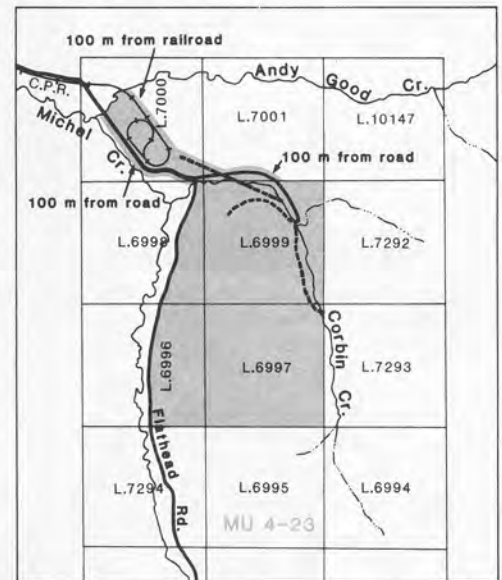 100 m from railroad
C.P.R.
Andy Good Cr.
L.7000
L.7001
L.10147
Michel Cr.
100 m from road
100 m from road
L.6998
L.6999
L.7292
L.6996
L.6997
Corbin Cr.
L.7293
Flathead Rd.
L.7294
L.6995
L.6994
MU 4-23